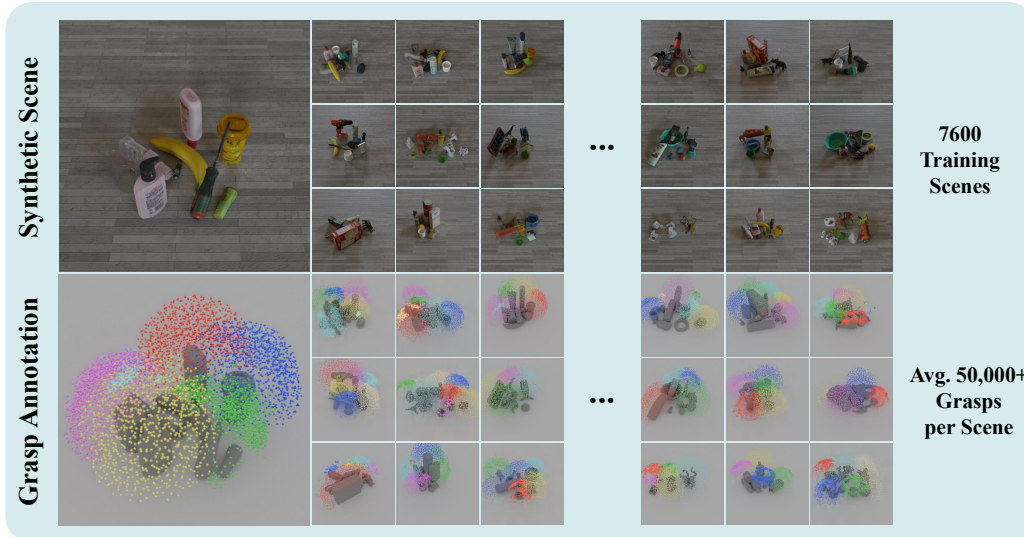 Synthetic Scene
...
7600
Training
Scenes
Grasp Annotation
...
Avg. 50,000+
Grasps
per Scene